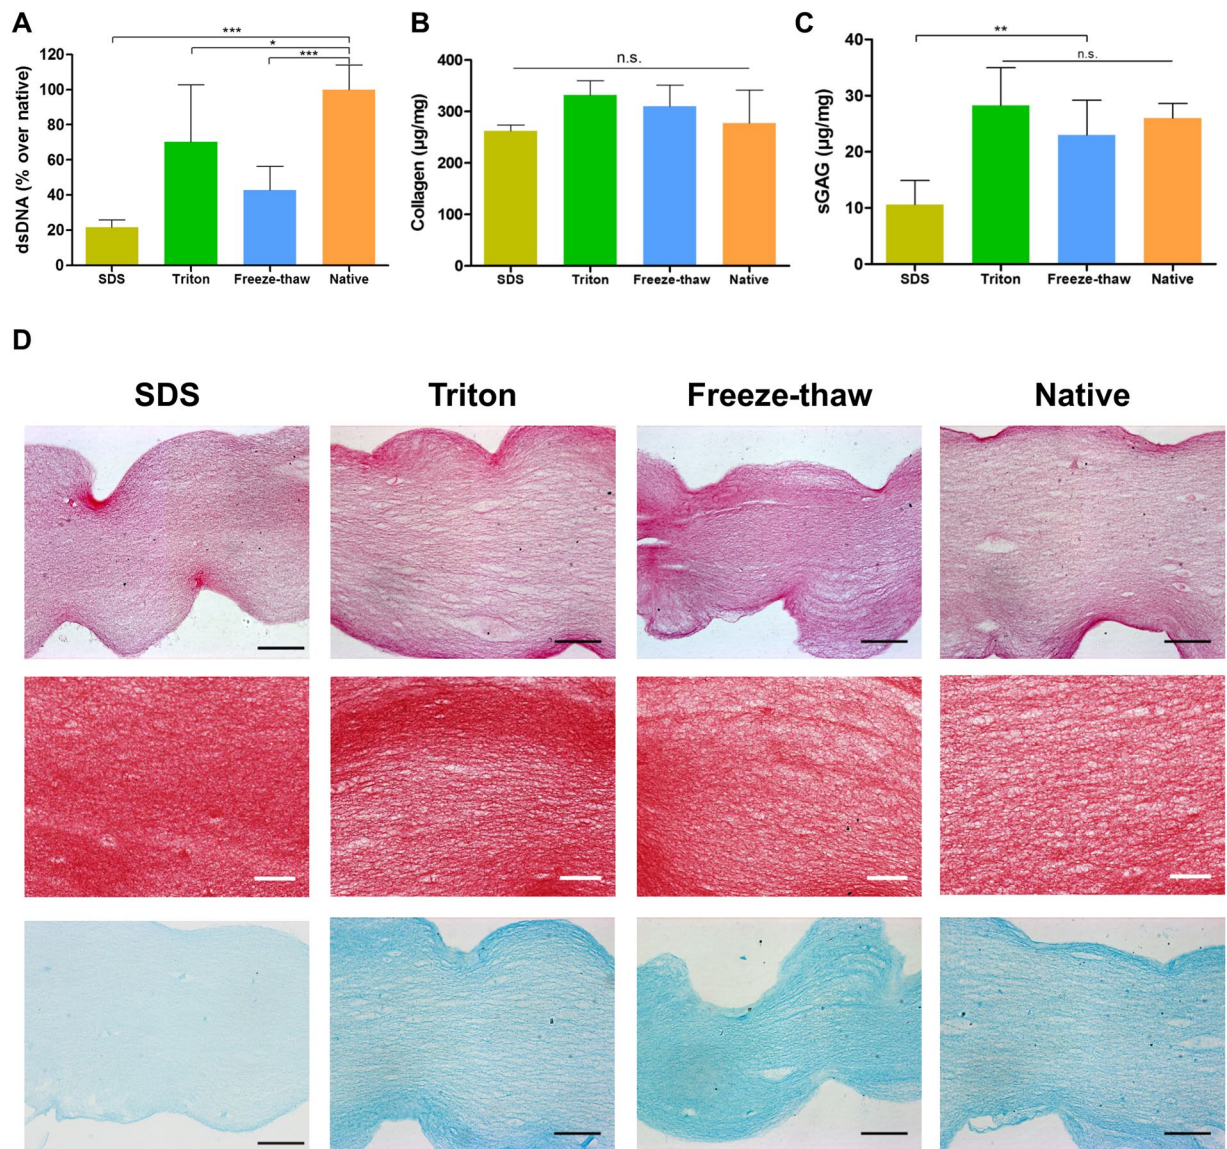 A
***
*
***
dsDNA (% over native)
120
100
80
60
40
20
0
SDS Triton Freeze-thaw Native
B
n.s.
Collagen (µg/mg)
400
300
200
100
0
SDS Triton Freeze-thaw Native
C
**
n.s.
sGAG (µg/mg)
40
30
20
10
0
SDS Triton Freeze-thaw Native
D
SDS Triton Freeze-thaw Native